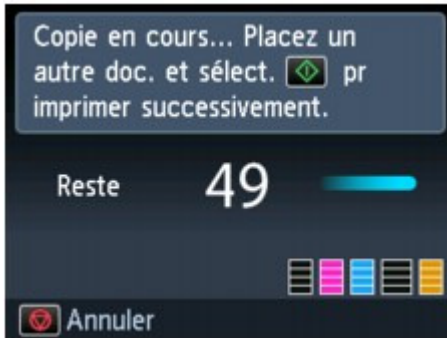 Copie en cours... Placez un
autre doc. et sélect. pr
imprimer successivement.
Reste 49
Annuler